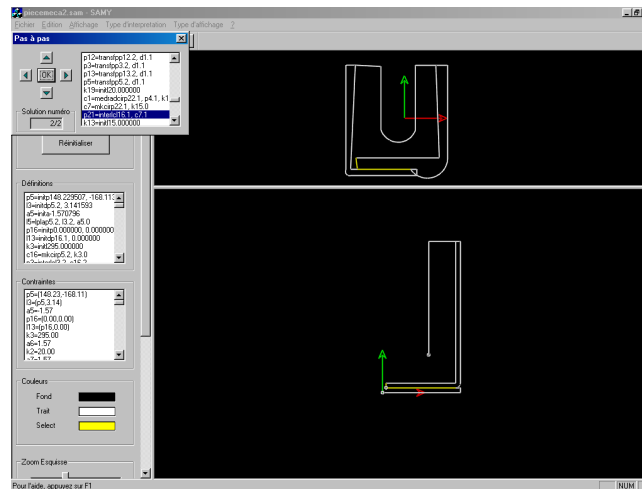 piecemeca2.sam - SAMY
Fichier Edition Affichage Type d'interpretation Type d'affichage ?
Pas à pas
OK
Solution numéro
2/2
p12=transfpp12.2, d1.1
p3=transfpp3.2, d1.1
p13=transfpp13.2, d1.1
p5=transfpp5.2, d1.1
k19=initl20.000000
c1=medradcirp22.1, p4.1, k1
c7=mkcirp22.1, k15.0
p21=interlcl16.1, c7.1
k13=initl15.000000
Réinitialiser
Définitions
p5=initp148.229507, -168.113
l3=initdp5.2, 3.141593
a5=inita-1.570796
l5=lplap5.2, l3.2, a5.0
p16=initp0.000000, 0.000000
l13=initdp16.1, 0.000000
k3=initl295.000000
c16=mkcirp5.2, k3.0
Contraintes
p5=(148.23,-168.11)
l3=(p5,3.14)
a5=-1.57
p16=(0.00,0.00)
l13=(p16,0.00)
k3=295.00
a6=1.57
k2=20.00
a7=1.57
Couleurs
Fond
Trait
Select
Zoom Esquisse
Pour l'aide, appuyez sur F1
NUM